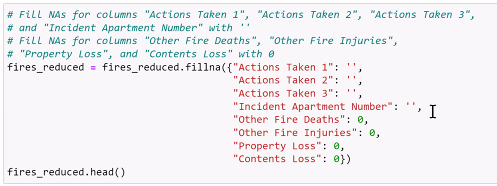 # Fill NAs for columns "Actions Taken 1", "Actions Taken 2", "Actions Taken 3",
# and "Incident Apartment Number" with ''
# Fill NAs for columns "Other Fire Deaths", "Other Fire Injuries",
# "Property Loss", and "Contents Loss" with 0
fires_reduced = fires_reduced.fillna({"Actions Taken 1": '',
"Actions Taken 2": '',
"Actions Taken 3": '',
"Incident Apartment Number": '',
"Other Fire Deaths": 0,
"Other Fire Injuries": 0,
"Property Loss": 0,
"Contents Loss": 0})
fires_reduced.head()